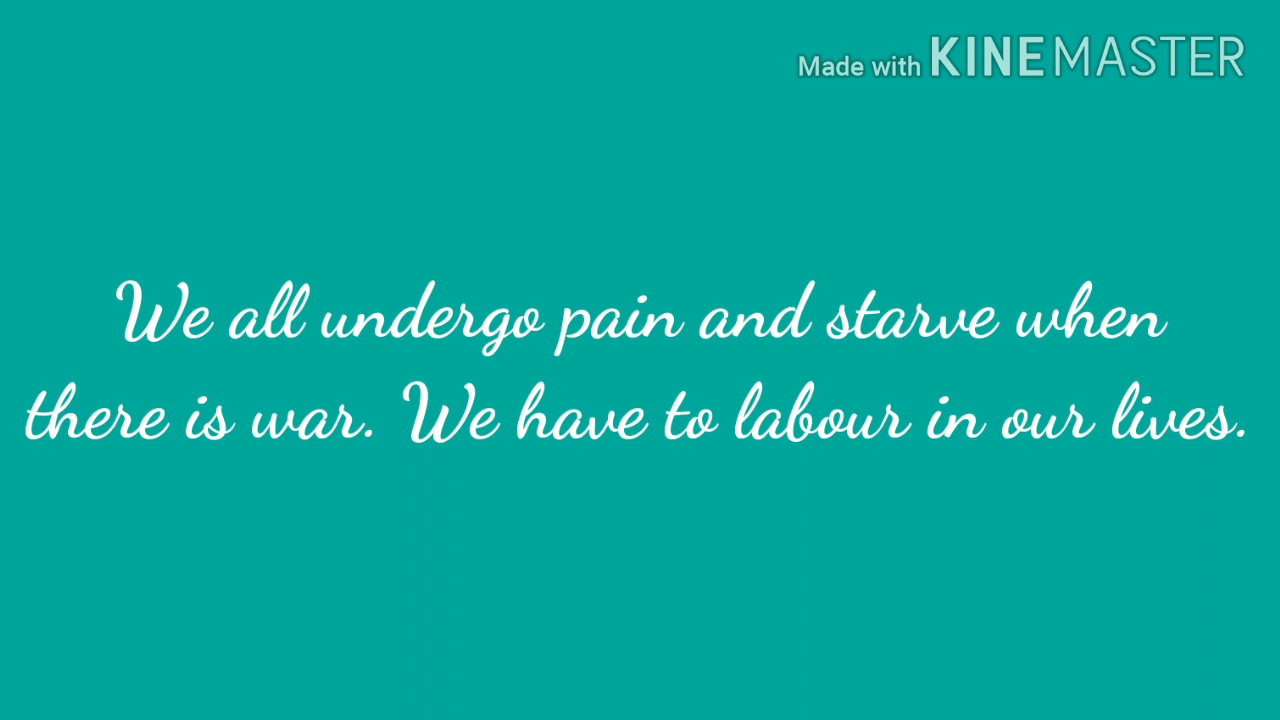 Made with KINEMASTER
We all undergo pain and starve when
there is war. We have to labour in our lives.